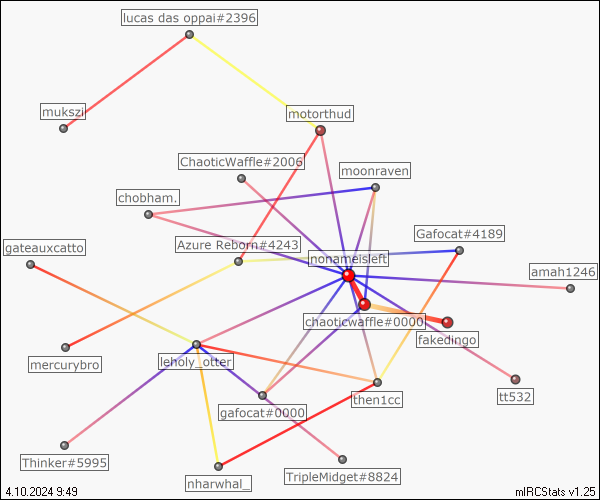 lucas das oppai#2396
mukszi
motorthud
ChaoticWaffle#2006
moonraven
chobham.
Gafocat#4189
Azure Reborn#4243
gateauxcatto
nonameisleft
amah1246
chaoticwaffle#0000
fakedingo
leholy_otter
mercurybro
then1cc
tt532
gafocat#0000
Thinker#5995
TripleMidget#8824
nharwhal_
4.10.2024 9:49
mIRCStats v1.25